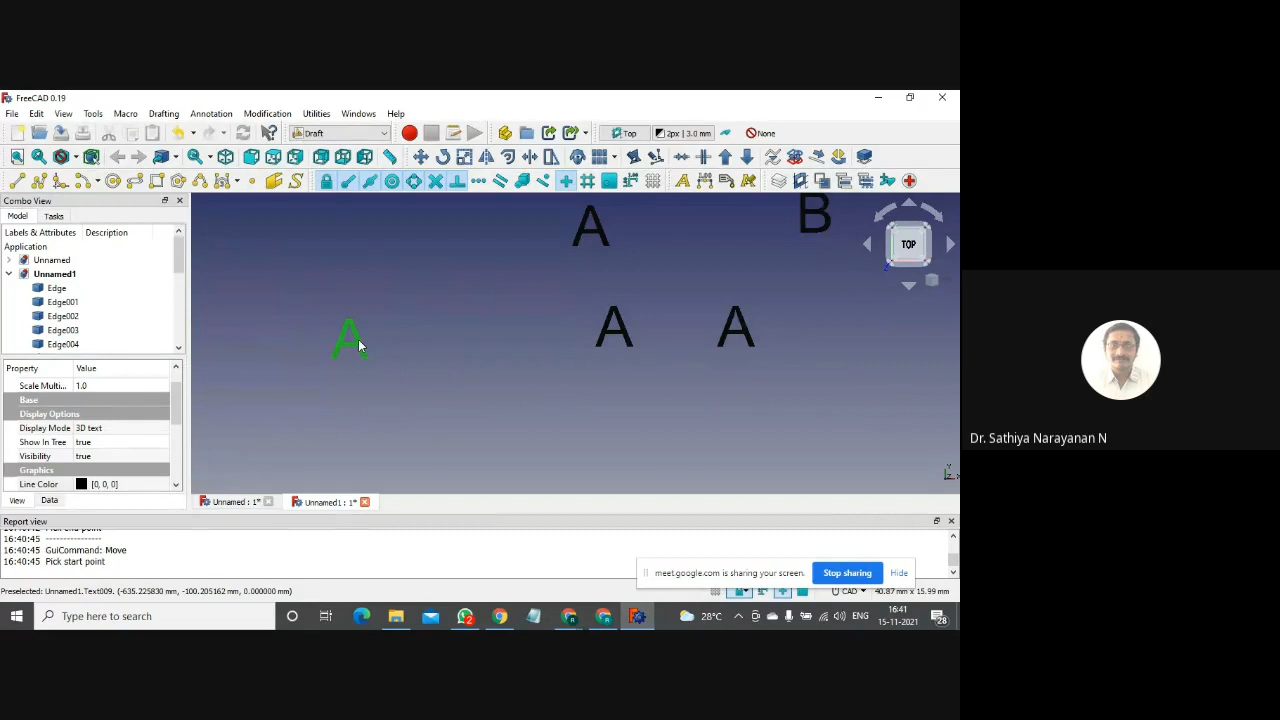 FreeCAD 0.19
File Edit View Tools Macro Drafting Annotation Modification Utilities Windows Help
Draft Top 2px | 3.0 mm None
Combo View
Model Tasks
Labels & Attributes Description
Application
Unnamed
Unnamed1
Edge
Edge001
Edge002
Edge003
Edge004
Property Value
Scale Multi... 1.0
Base
Display Options
Display Mode 3D text
Show In Tree true
Visibility true
Graphics
Line Color [0, 0, 0]
View Data
A B
A A A
TOP
Unnamed : 1* Unnamed1 : 1*
Report view
16:40:45 ----------------
16:40:45 GuiCommand: Move
16:40:45 Pick start point
meet.google.com is sharing your screen. Stop sharing Hide
Preselected: Unnamed1.Text009. (-635.225830 mm, -100.205162 mm, 0.000000 mm)
CAD 40.87 mm x 15.99 mm
Type here to search
2
28°C ENG
16:41
15-11-2021
28
Dr. Sathiya Narayanan N